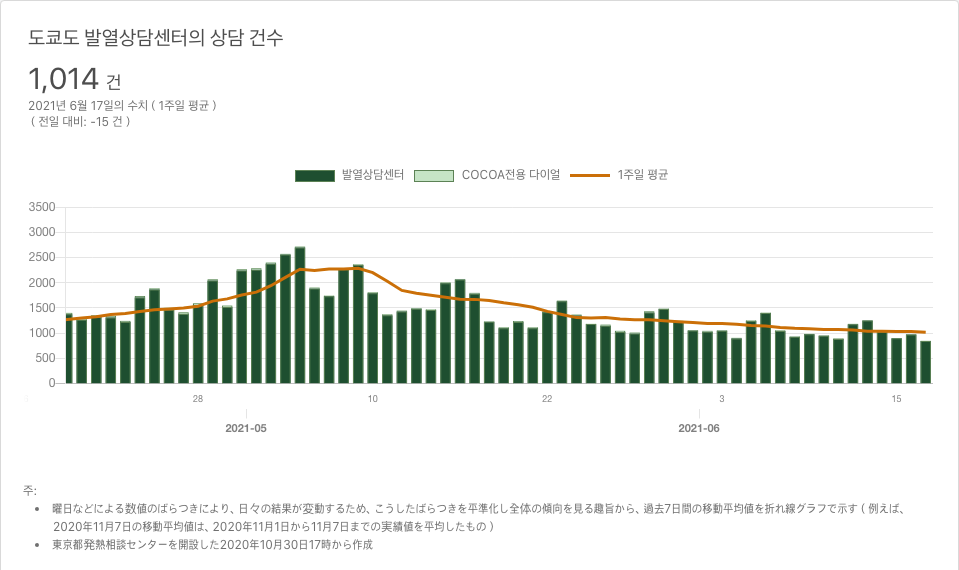 도쿄도 발열상담센터의 상담 건수
1,014 건
2021년 6월 17일의 수치 ( 1주일 평균 )
( 전일 대비: -15 건 )
발열상담센터 COCOA전용 다이얼 1주일 평균
3500
3000
2500
2000
1500
1000
500
0
28 10 22 3 15
2021-05 2021-06
주:
• 曜日などによる数値のばらつきにより、日々の結果が変動するため、こうしたばらつきを平準化し全体の傾向を見る趣旨から、過去7日間の移動平均値を折れ線グラフで示す ( 例えば、
2020年11月7日の移動平均値は、2020年11月1日から11月7日までの実績値を平均したもの )
• 東京都発熱相談センターを開設した2020年10月30日17時から作成